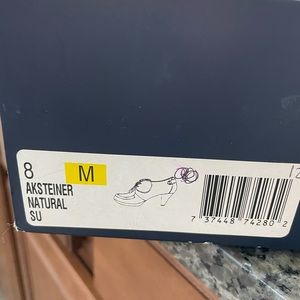 8 M
AKSTEINER
NATURAL
SU
7 37448 74280 2